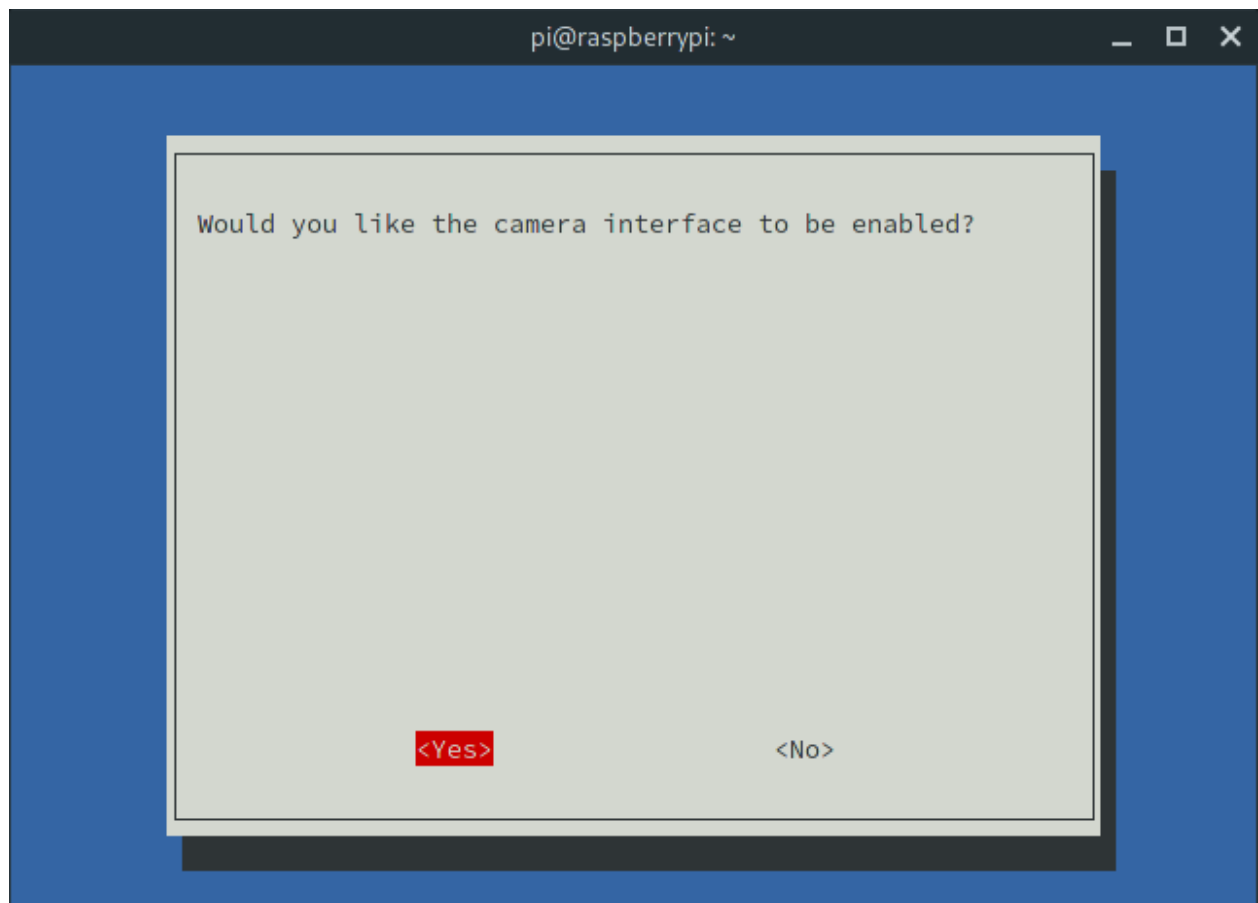 pi@raspberrypi: ~
Would you like the camera interface to be enabled?
<Yes> <No>